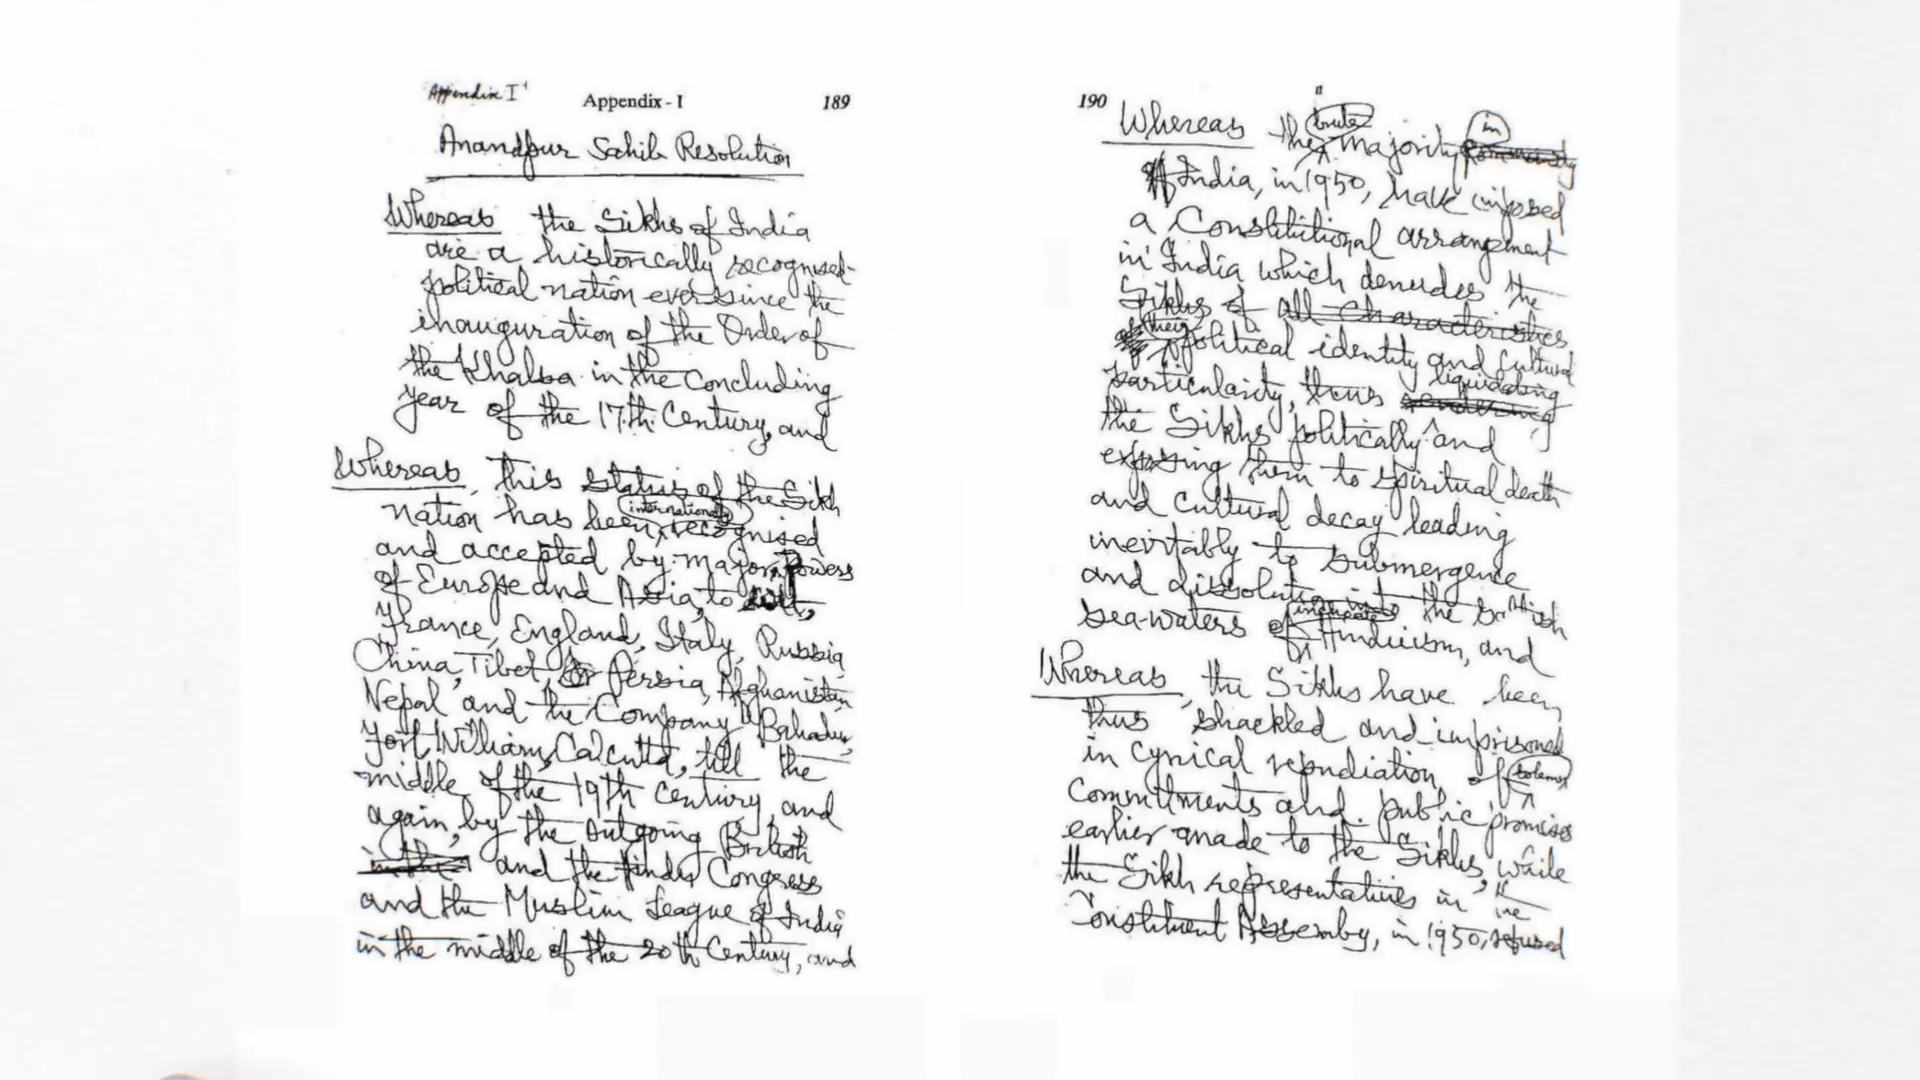 Appendix I
Appendix - I
189
Anandpur Sahib Resolution
Whereas the Sikhs of India
are a historically recognised
political nation ever since the
inauguration of the Order of
the Khalsa in the concluding
year of the 17th Century, and
Whereas, this status of the Sikh
nation has been internationally recognised
and accepted by major powers
of Europe and Asia, to wit,
France, England, Italy, Russia,
China, Tibet, Persia, Afghanistan,
Nepal and the Company Bahadur,
Fort William, Calcutta, till the
middle of the 19th century, and
again, by the outgoing British
in the and the Hindu Congress
and the Muslim League of India
in the middle of the 20th Century, and
190
Whereas the brute majority in community
of India, in 1950, have imposed
a Constitutional arrangement
in India which denudes the
Sikhs of all characteristics
of their political identity and cultural
particularity, thus liquidating rendering
the Sikhs politically and
exposing them to spiritual death
and cultural decay leading
inevitably to submergence
and dissolution into the saltish
sea-waters of Hinduism, and
Whereas, the Sikhs have been
thus shackled and imprisoned
in cynical repudiation of solemn
Commitments and public promises
earlier made to the Sikhs, while
the Sikh representatives in the
Constituent Assembly, in 1950, refused